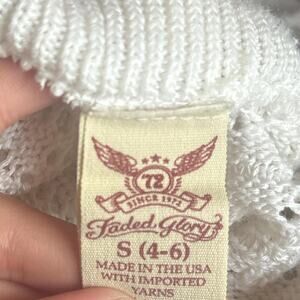 72
SINCE 1972
Faded Glory
S (4-6)
MADE IN THE USA
WITH IMPORTED
YARNS